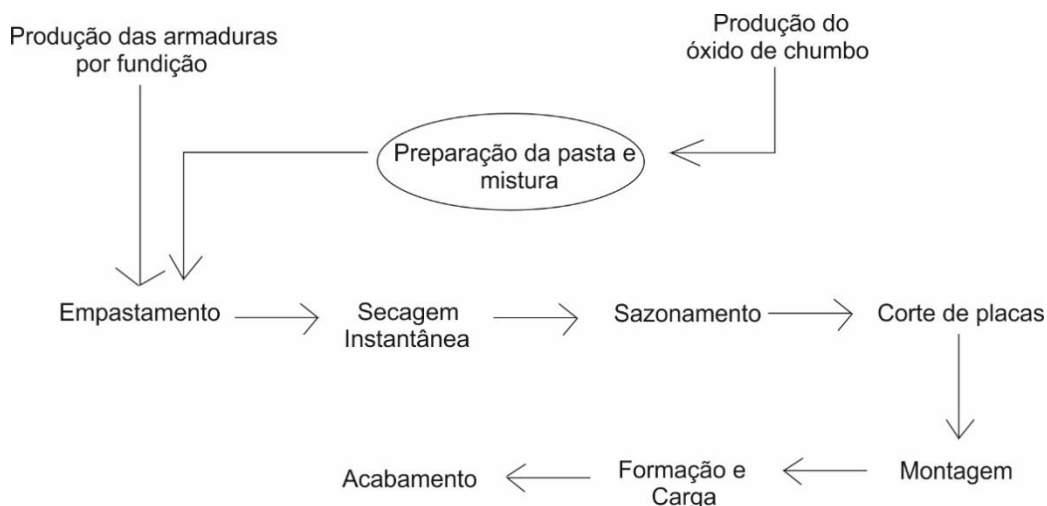 Produção das armaduras
por fundição
Produção do
óxido de chumbo
Preparação da pasta e
mistura
Empastamento
Secagem
Instantânea
Sazonamento
Corte de placas
Acabamento
Formação e
Carga
Montagem